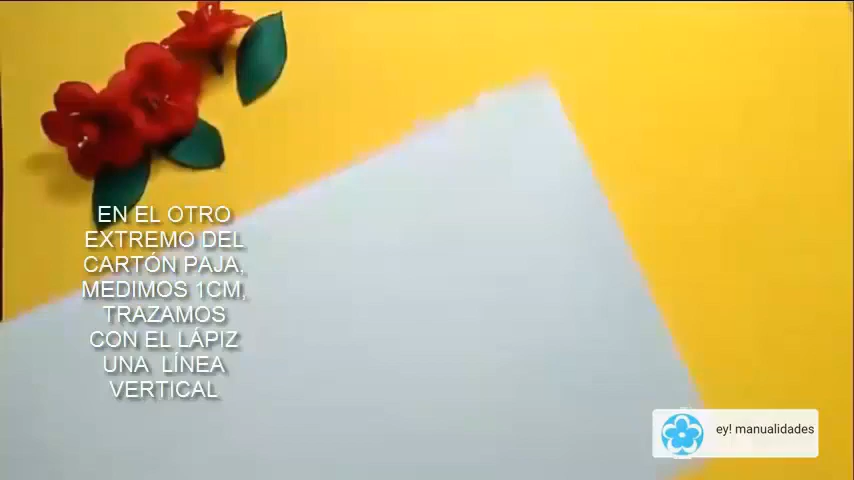 EN EL OTRO
EXTREMO DEL
CARTÓN PAJA,
MEDIMOS 1CM,
TRAZAMOS
CON EL LÁPIZ
UNA LÍNEA
VERTICAL
ey! manualidades